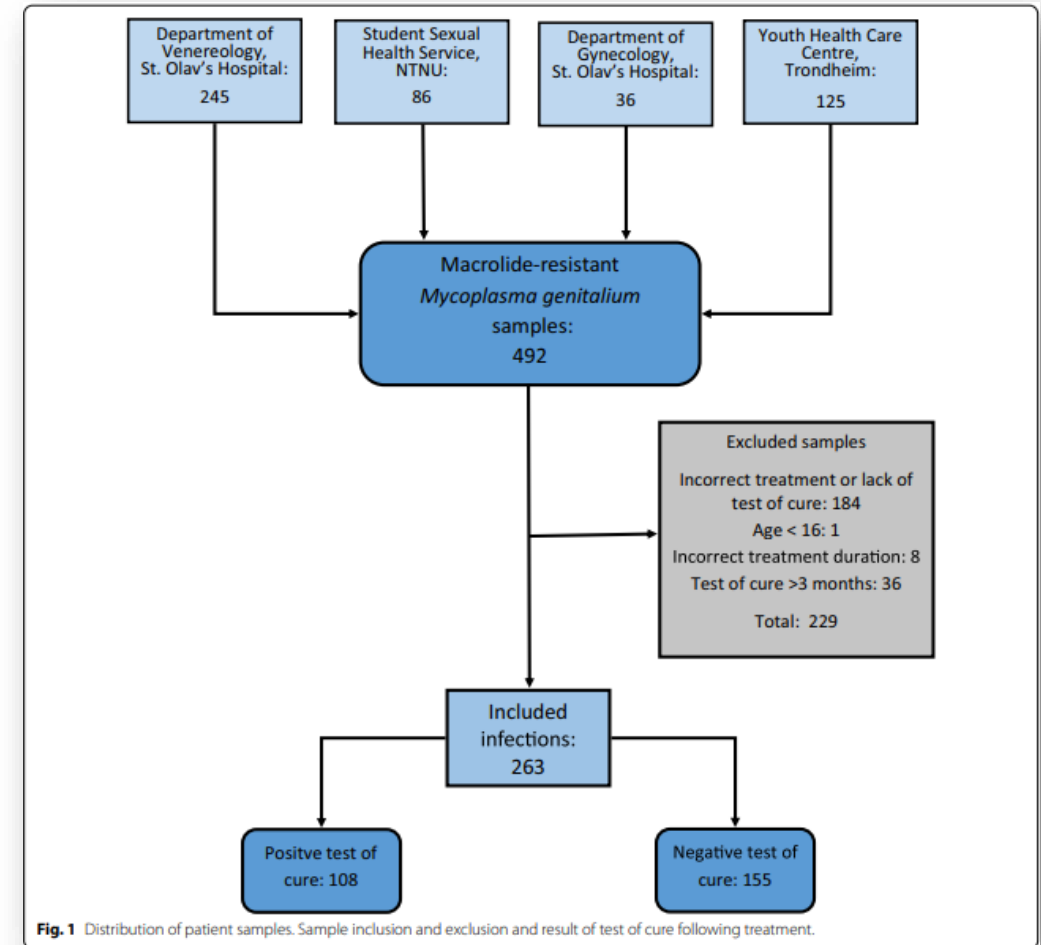 Department of
Venereology,
St. Olav's Hospital:
245
Student Sexual
Health Service,
NTNU:
86
Department of
Gynecology,
St. Olav's Hospital:
36
Youth Health Care
Centre,
Trondheim:
125
Macrolide-resistant
Mycoplasma genitalium
samples:
492
Excluded samples
Incorrect treatment or lack of
test of cure: 184
Age < 16: 1
Incorrect treatment duration: 8
Test of cure >3 months: 36
Total: 229
Included
infections:
263
Positve test of
cure: 108
Negative test of
cure: 155
Fig. 1 Distribution of patient samples. Sample inclusion and exclusion and result of test of cure following treatment.